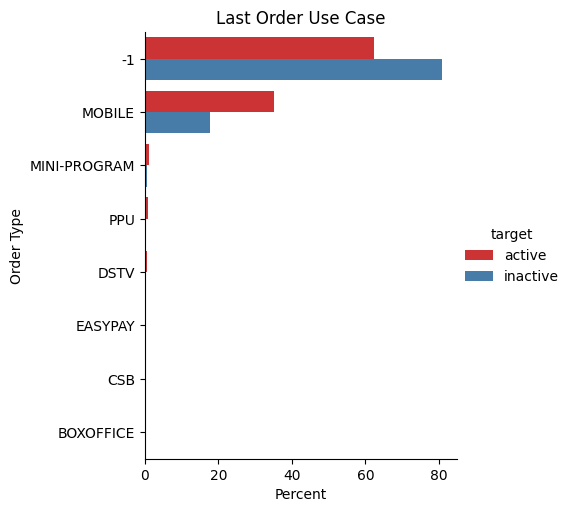 Last Order Use Case
Order Type
-1
MOBILE
MINI-PROGRAM
PPU
DSTV
EASYPAY
CSB
BOXOFFICE
0 20 40 60 80
Percent
target
active
inactive